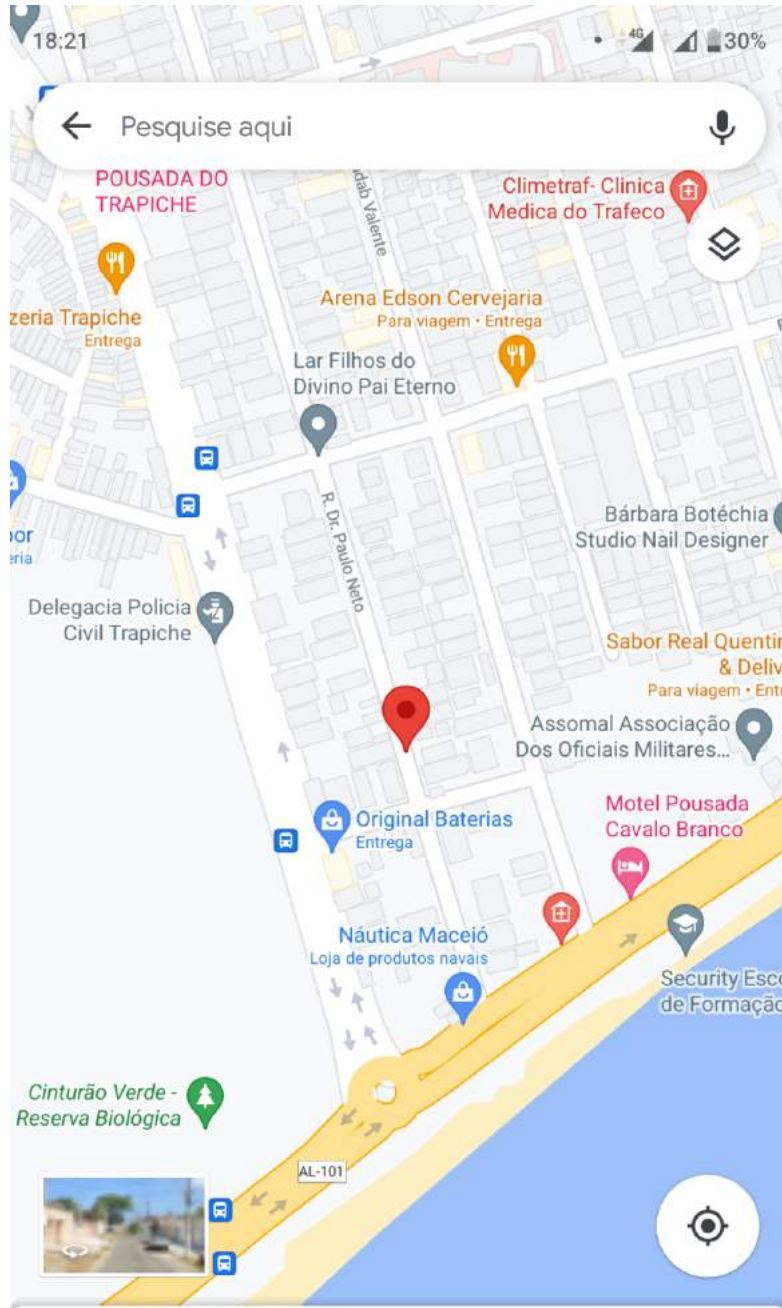 18:21
4G
30%
Pesquise aqui
POUSADA DO
TRAPICHE
dab Valente
Climetraf- Clinica
Medica do Trafeco
Arena Edson Cervejaria
Para viagem • Entrega
zeria Trapiche
Entrega
Lar Filhos do
Divino Pai Eterno
R. Dr. Paulo Neto
or
ria
Bárbara Botéchia
Studio Nail Designer
Delegacia Policia
Civil Trapiche
Sabor Real Quentin
& Deliv
Para viagem • Ent
Assomal Associação
Dos Oficiais Militares...
Motel Pousada
Cavalo Branco
Original Baterias
Entrega
Náutica Maceió
Loja de produtos navais
Security Esc
de Formação
Cinturão Verde -
Reserva Biológica
AL-101